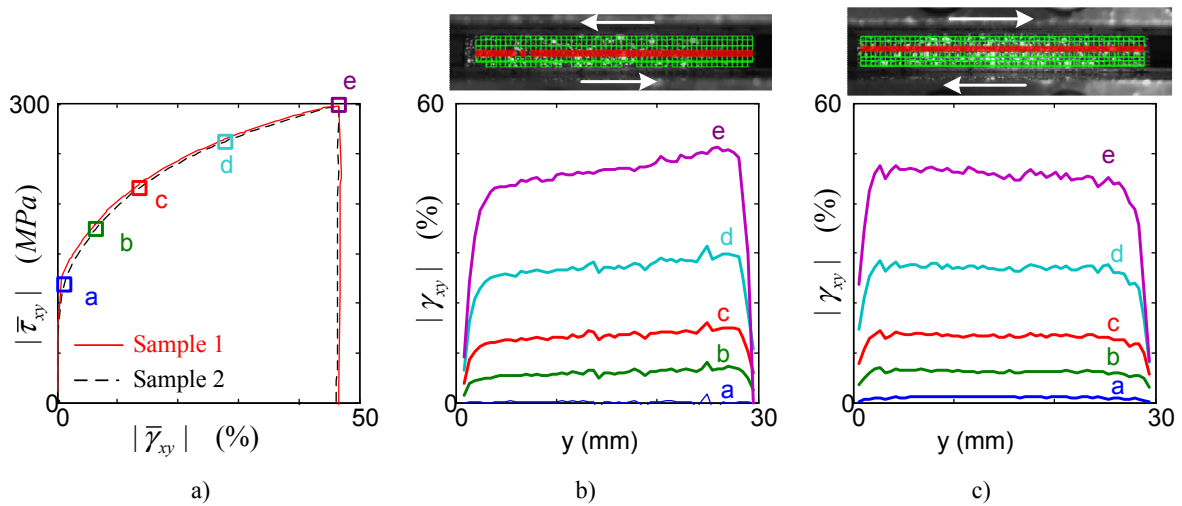 300
| τ̅xy | (MPa)
a
b
c
d
e
Sample 1
Sample 2
0
0
50
| γ̅xy | (%)
a)
60
| γxy | (%)
e
d
c
b
a
0
0
30
y (mm)
b)
60
| γxy | (%)
e
d
c
b
a
0
0
30
y (mm)
c)